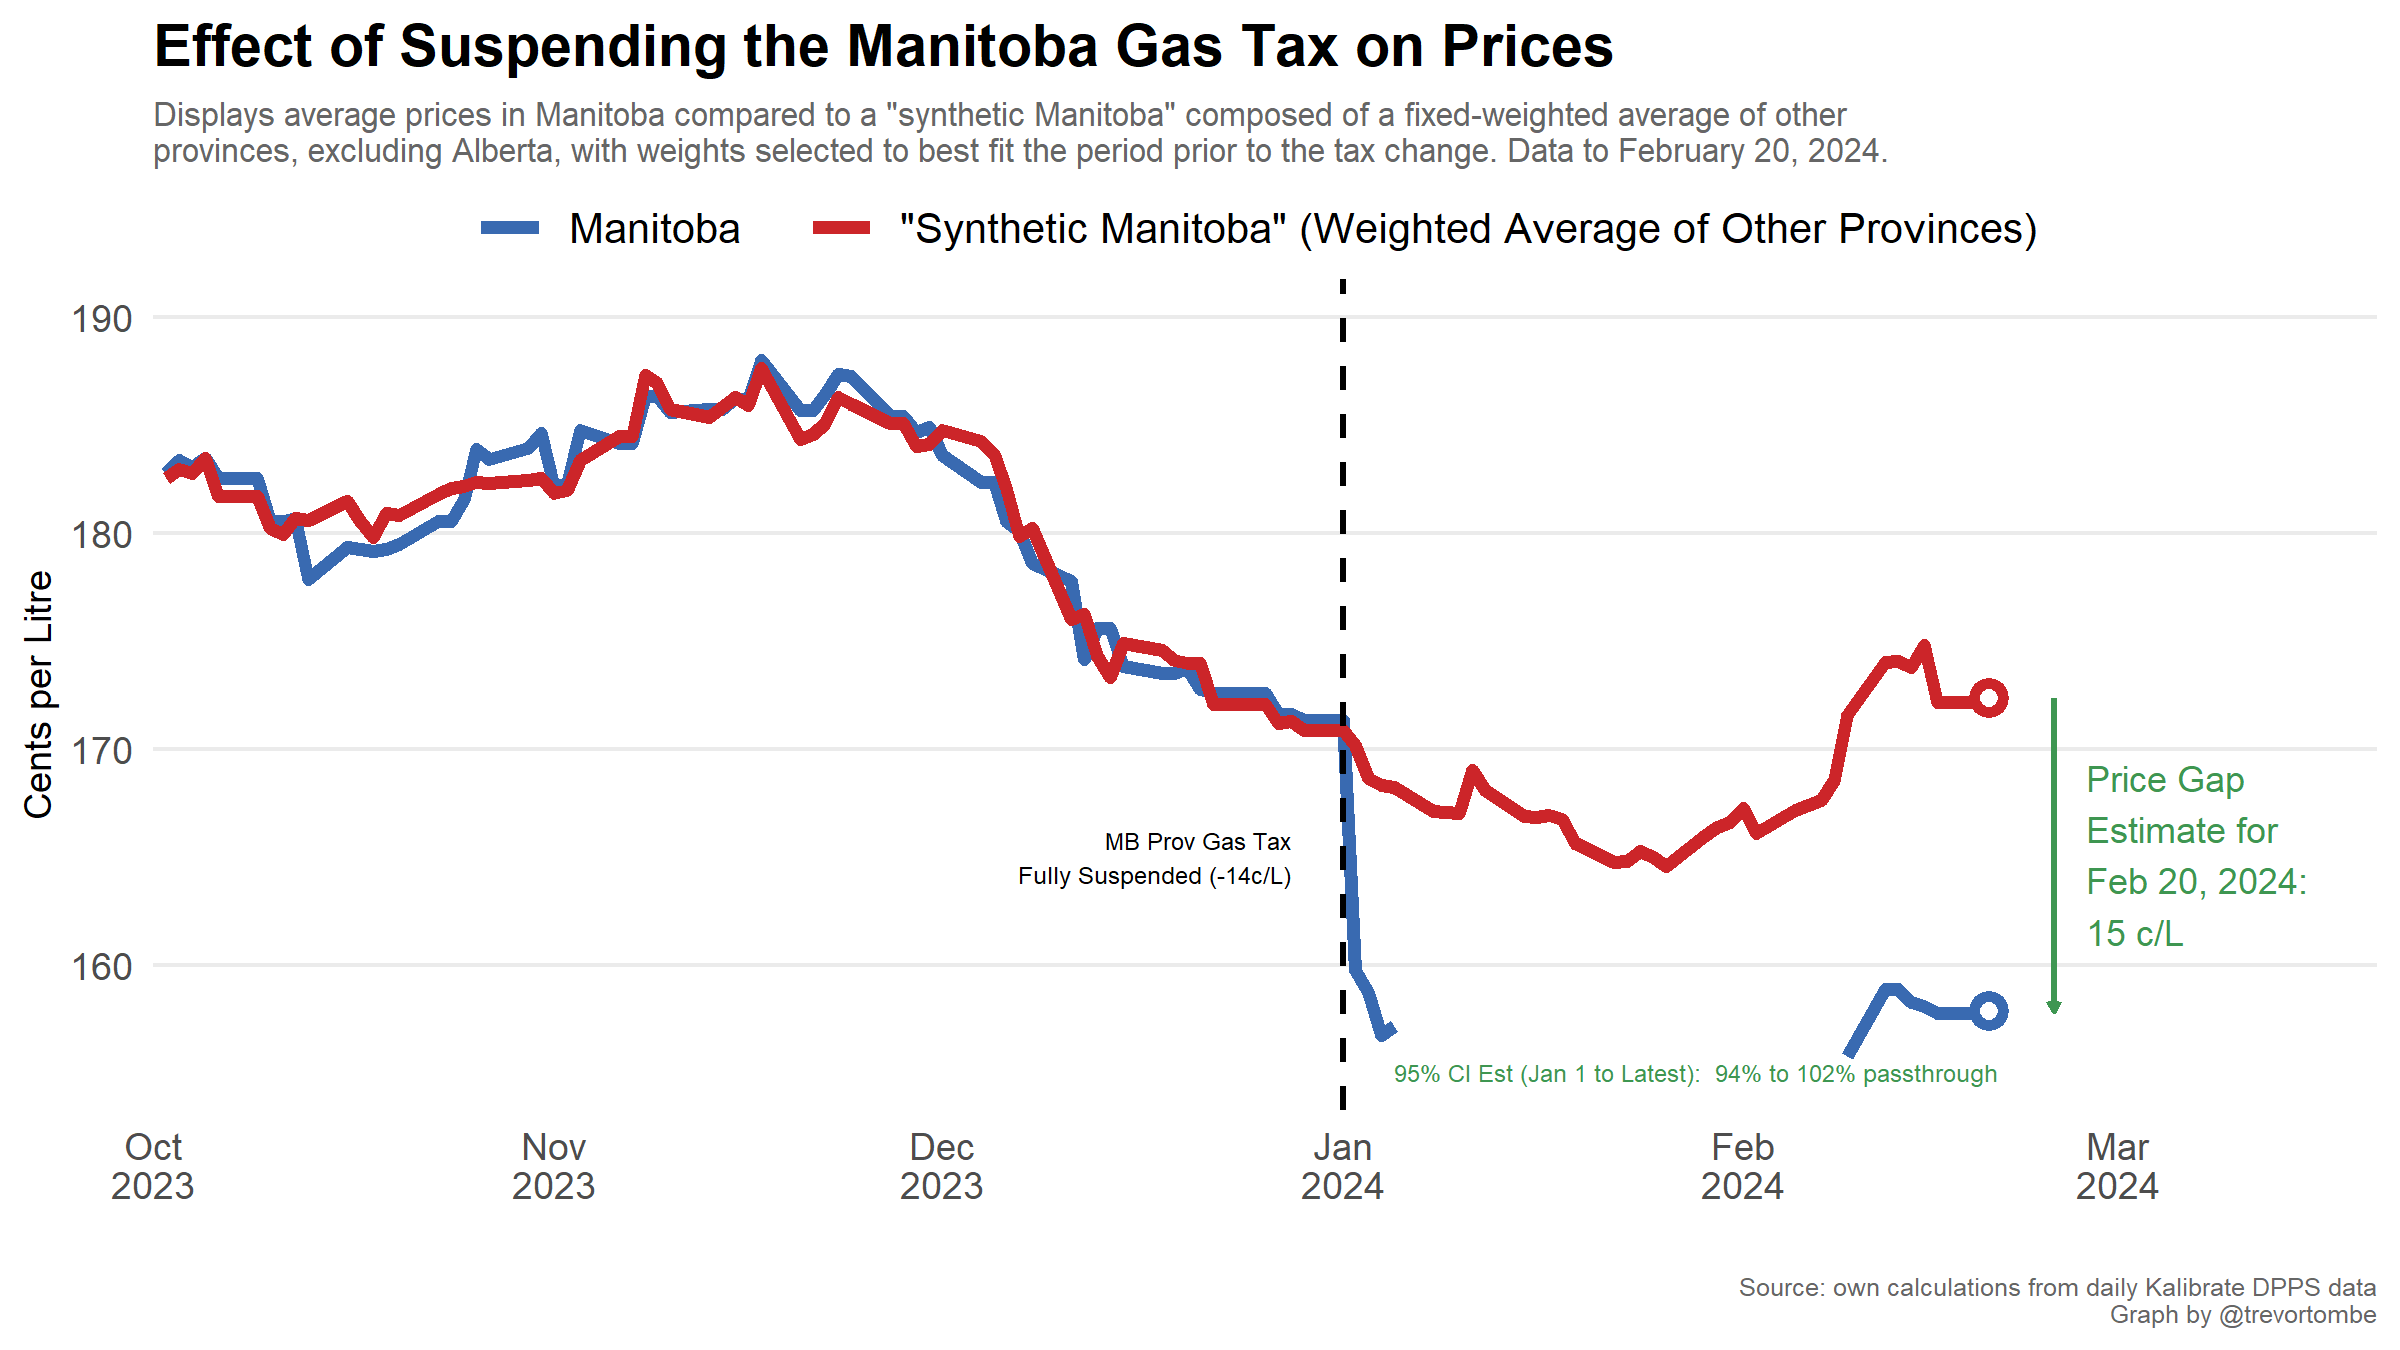 Effect of Suspending the Manitoba Gas Tax on Prices
Displays average prices in Manitoba compared to a "synthetic Manitoba" composed of a fixed-weighted average of other
provinces, excluding Alberta, with weights selected to best fit the period prior to the tax change. Data to February 20, 2024.
Manitoba
"Synthetic Manitoba" (Weighted Average of Other Provinces)
Cents per Litre
190
180
170
160
MB Prov Gas Tax
Fully Suspended (-14c/L)
Price Gap
Estimate for
Feb 20, 2024:
15 c/L
95% CI Est (Jan 1 to Latest):  94% to 102% passthrough
Oct
2023
Nov
2023
Dec
2023
Jan
2024
Feb
2024
Mar
2024
Source: own calculations from daily Kalibrate DPPS data
Graph by @trevortombe